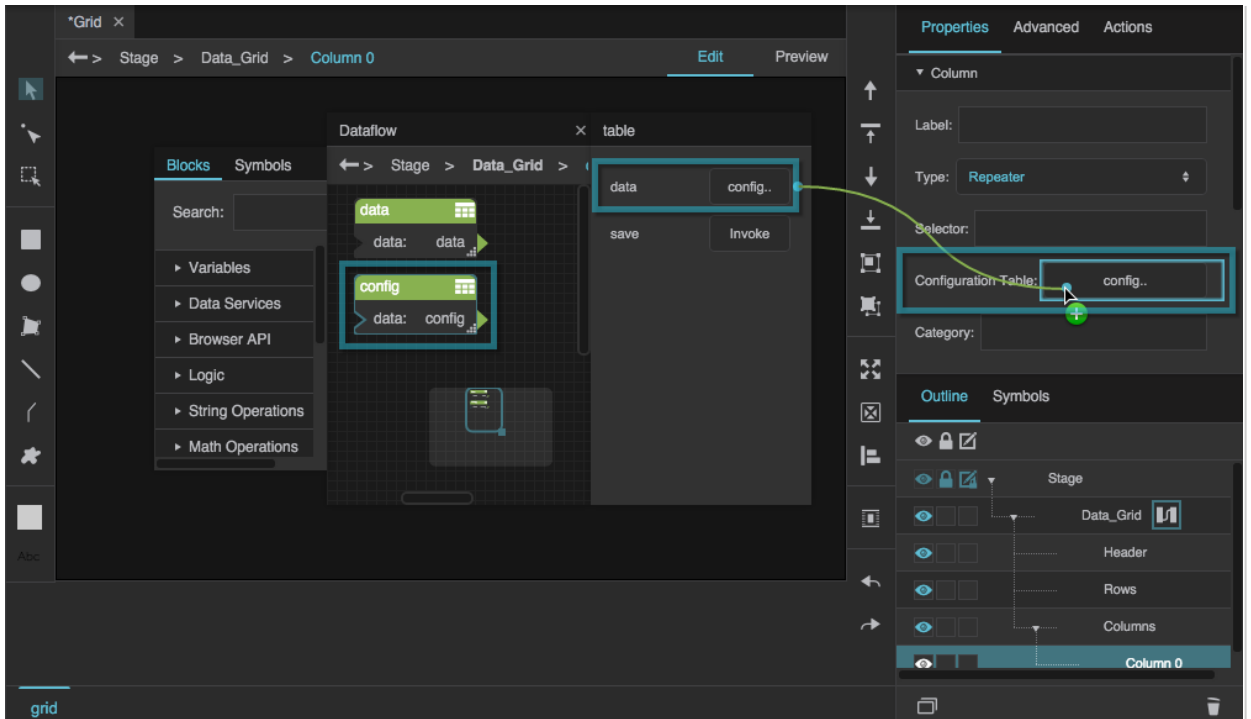 *Grid ×
Stage > Data_Grid > Column 0
Edit Preview
Blocks Symbols
Search:
Variables
Data Services
Browser API
Logic
String Operations
Math Operations
Dataflow ×
Stage > Data_Grid >
data
data: data
config
data: config
table
data config..
save Invoke
Properties Advanced Actions
Column
Label:
Type: Repeater
Selector:
Configuration Table: config..
Category:
Outline Symbols
Stage
Data_Grid
Header
Rows
Columns
Column 0
Abc
grid